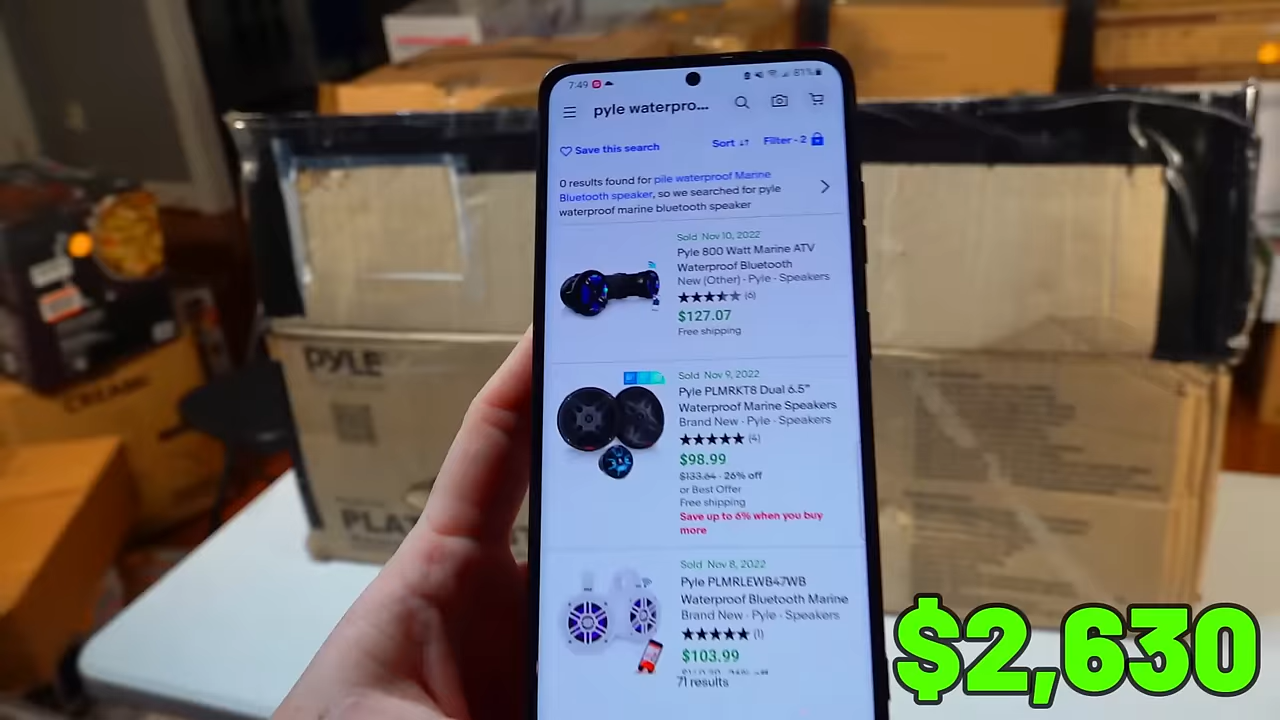 7:49
81%
pyle waterpro...
Save this search
Sort
Filter - 2
0 results found for pile waterproof Marine
Bluetooth speaker, so we searched for pyle
waterproof marine bluetooth speaker
Sold Nov 10, 2022
Pyle 800 Watt Marine ATV
Waterproof Bluetooth
New (Other) · Pyle · Speakers
(6)
$127.07
Free shipping
Sold Nov 9, 2022
Pyle PLMRKT8 Dual 6.5"
Waterproof Marine Speakers
Brand New · Pyle · Speakers
(4)
$98.99
$133.64 · 26% off
or Best Offer
Free shipping
Save up to 6% when you buy
more
Sold Nov 8, 2022
Pyle PLMRLEWB47WB
Waterproof Bluetooth Marine
Brand New · Pyle · Speakers
(1)
$103.99
71 results
PYLE
PLAY
$2,630